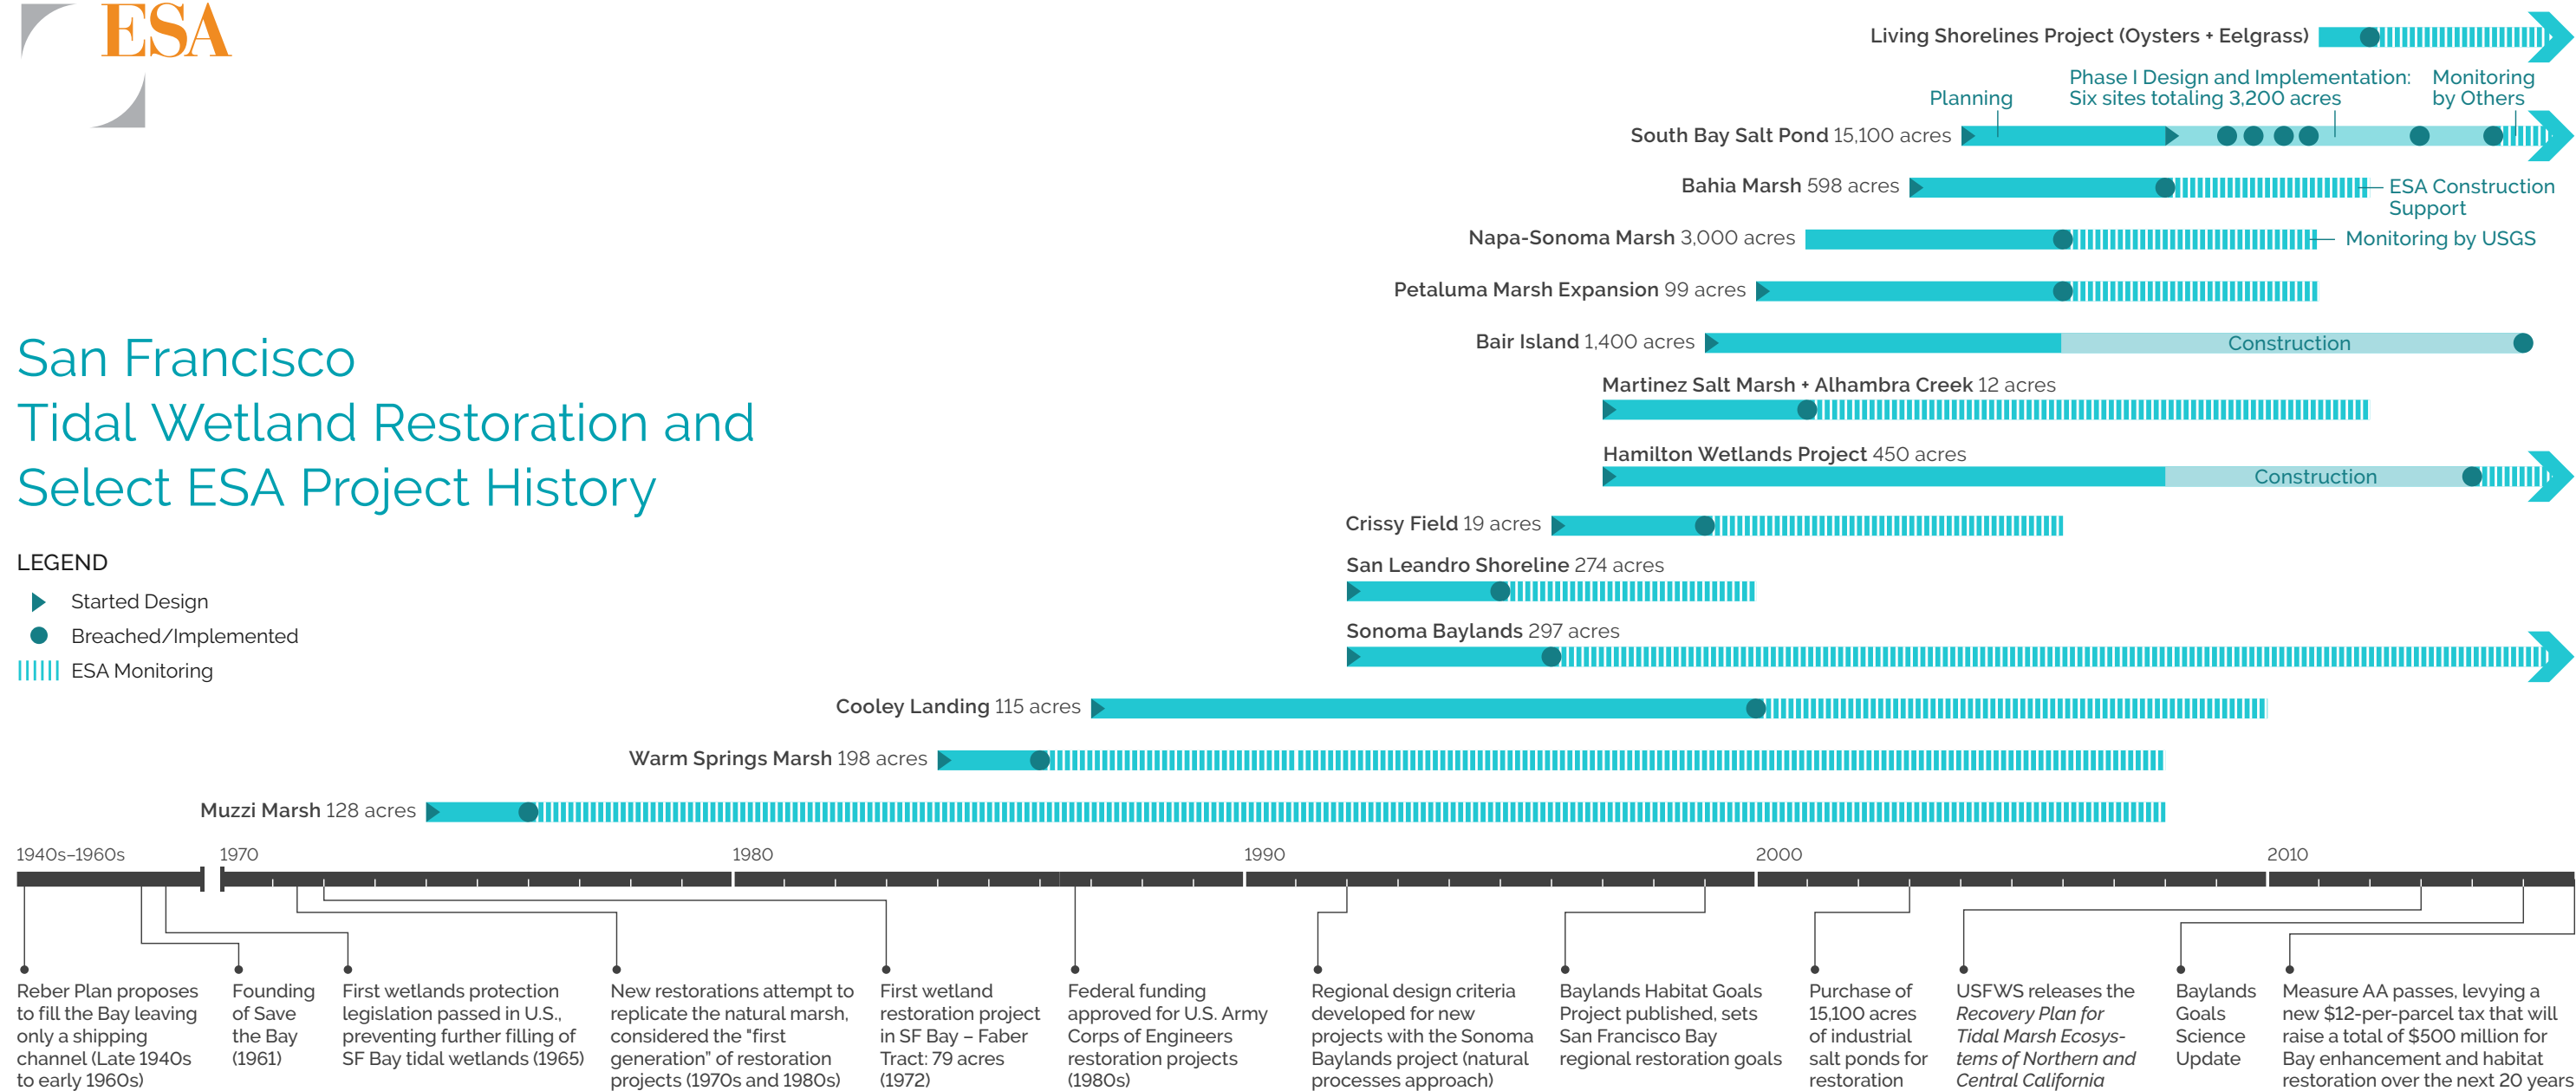 ESA
Living Shorelines Project (Oysters + Eelgrass)
Planning
Phase I Design and Implementation:
Six sites totaling 3,200 acres
Monitoring
by Others
South Bay Salt Pond 15,100 acres
Bahia Marsh 598 acres
ESA Construction
Support
Napa-Sonoma Marsh 3,000 acres
Monitoring by USGS
Petaluma Marsh Expansion 99 acres
Bair Island 1,400 acres
Construction
San Francisco
Tidal Wetland Restoration and
Select ESA Project History
Martinez Salt Marsh + Alhambra Creek 12 acres
Hamilton Wetlands Project 450 acres
Construction
Crissy Field 19 acres
LEGEND
Started Design
Breached/Implemented
ESA Monitoring
San Leandro Shoreline 274 acres
Sonoma Baylands 297 acres
Cooley Landing 115 acres
Warm Springs Marsh 198 acres
Muzzi Marsh 128 acres
1940s–1960s
1970
1980
1990
2000
2010
Reber Plan proposes
to fill the Bay leaving
only a shipping
channel (Late 1940s
to early 1960s)
Founding
of Save
the Bay
(1961)
First wetlands protection
legislation passed in U.S.,
preventing further filling of
SF Bay tidal wetlands (1965)
New restorations attempt to
replicate the natural marsh,
considered the "first
generation" of restoration
projects (1970s and 1980s)
First wetland
restoration project
in SF Bay – Faber
Tract: 79 acres
(1972)
Federal funding
approved for U.S. Army
Corps of Engineers
restoration projects
(1980s)
Regional design criteria
developed for new
projects with the Sonoma
Baylands project (natural
processes approach)
Baylands Habitat Goals
Project published, sets
San Francisco Bay
regional restoration goals
Purchase of
15,100 acres
of industrial
salt ponds for
restoration
USFWS releases the
Recovery Plan for
Tidal Marsh Ecosys-
tems of Northern and
Central California
Baylands
Goals
Science
Update
Measure AA passes, levying a
new $12-per-parcel tax that will
raise a total of $500 million for
Bay enhancement and habitat
restoration over the next 20 years